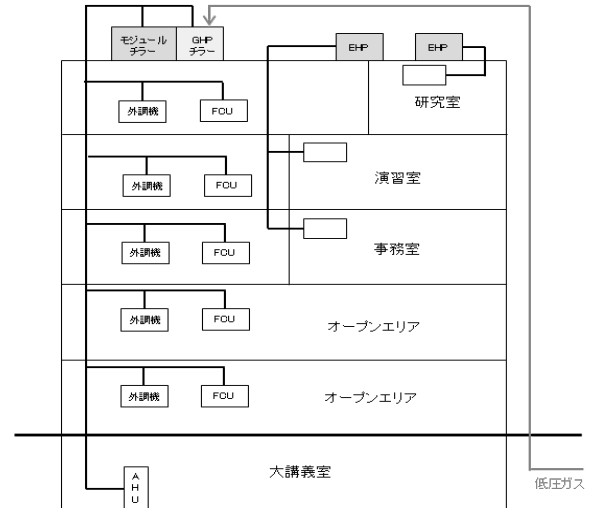 モジュール
チラー
GHP
チラー
EHP
EHP
研究室
外調機
FCU
演習室
外調機
FCU
事務室
外調機
FCU
外調機
FCU
オープンエリア
外調機
FCU
オープンエリア
大講義室
A
H
U
低圧ガス